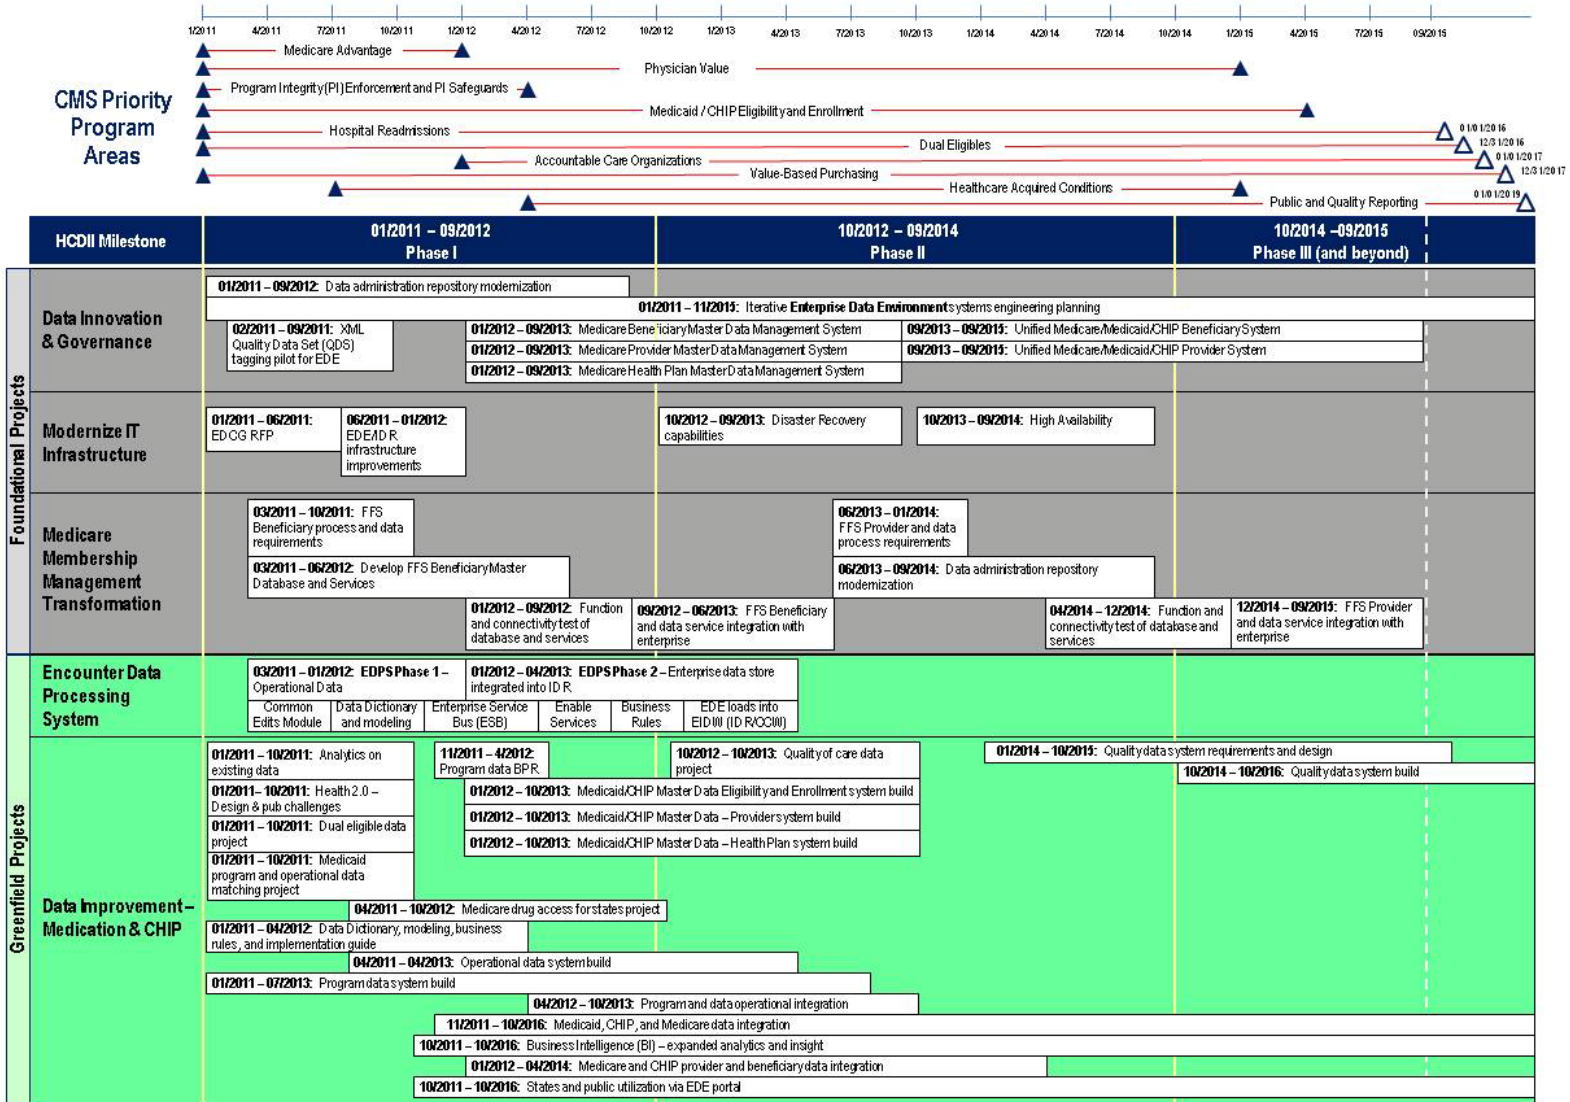 1/2011 4/2011 7/2011 10/2011 1/2012 4/2012 7/2012 10/2012 1/2013 4/2013 7/2013 10/2013 1/2014 4/2014 7/2014 10/2014 1/2015 4/2015 7/2015 09/2015
CMS Priority
Program
Areas
Medicare Advantage
Physician Value
Program Integrity (PI) Enforcement and PI Safeguards
Medicaid / CHIP Eligibility and Enrollment
Hospital Readmissions 01/01/2016
Dual Eligibles 12/31/2016
Accountable Care Organizations 01/01/2017
Value-Based Purchasing 12/31/2017
Healthcare Acquired Conditions
Public and Quality Reporting 01/01/2019
HCDII Milestone
01/2011 – 09/2012
Phase I
10/2012 – 09/2014
Phase II
10/2014 –09/2015
Phase III (and beyond)
Foundational Projects
Data Innovation
& Governance
01/2011 – 09/2012: Data administration repository modernization
01/2011 – 11/2015: Iterative Enterprise Data Environment systems engineering planning
02/2011 – 09/2011: XML
Quality Data Set (QDS)
tagging pilot for EDE
01/2012 – 09/2013: Medicare Beneficiary Master Data Management System
09/2013 – 09/2015: Unified Medicare/Medicaid/CHIP Beneficiary System
01/2012 – 09/2013: Medicare Provider Master Data Management System
09/2013 – 09/2015: Unified Medicare/Medicaid/CHIP Provider System
01/2012 – 09/2013: Medicare Health Plan Master Data Management System
Modernize IT
Infrastructure
01/2011 – 06/2011:
EDCG RFP
06/2011 – 01/2012:
EDE/IDR
infrastructure
improvements
10/2012 – 09/2013: Disaster Recovery
capabilities
10/2013 – 09/2014: High Availability
Medicare
Membership
Management
Transformation
03/2011 – 10/2011: FFS
Beneficiary process and data
requirements
03/2011 – 06/2012: Develop FFS Beneficiary Master
Database and Services
01/2012 – 09/2012: Function
and connectivity test of
database and services
09/2012 – 06/2013: FFS Beneficiary
and data service integration with
enterprise
06/2013 – 01/2014:
FFS Provider and data
process requirements
06/2013 – 09/2014: Data administration repository
modernization
04/2014 – 12/2014: Function and
connectivity test of database and
services
12/2014 – 09/2015: FFS Provider
and data service integration with
enterprise
Greenfield Projects
Encounter Data
Processing
System
03/2011 – 01/2012: EDPS Phase 1 –
Operational Data
01/2012 – 04/2013: EDPS Phase 2 – Enterprise data store
integrated into IDR
Common
Edits Module
Data Dictionary
and modeling
Enterprise Service
Bus (ESB)
Enable
Services
Business
Rules
EDE loads into
EIDW (IDR/CCW)
Data Improvement –
Medication & CHIP
01/2011 – 10/2011: Analytics on
existing data
01/2011– 10/2011: Health 2.0 –
Design & pub challenges
01/2011 – 10/2011: Dual eligible data
project
01/2011 – 10/2011: Medicaid
program and operational data
matching project
11/2011 – 4/2012:
Program data BPR
10/2012 – 10/2013: Quality of care data
project
01/2014 – 10/2015: Quality data system requirements and design
10/2014 – 10/2016: Quality data system build
01/2012 – 10/2013: Medicaid/CHIP Master Data Eligibility and Enrollment system build
01/2012 – 10/2013: Medicaid/CHIP Master Data – Provider system build
01/2012 – 10/2013: Medicaid/CHIP Master Data – Health Plan system build
04/2011 – 10/2012: Medicare drug access for states project
01/2011 – 04/2012: Data Dictionary, modeling, business
rules, and implementation guide
04/2011 – 04/2013: Operational data system build
01/2011 – 07/2013: Program data system build
04/2012 – 10/2013: Program and data operational integration
11/2011 – 10/2016: Medicaid, CHIP, and Medicare data integration
10/2011 – 10/2016: Business Intelligence (BI) – expanded analytics and insight
01/2012 – 04/2014: Medicare and CHIP provider and beneficiary data integration
10/2011 – 10/2016: States and public utilization via EDE portal